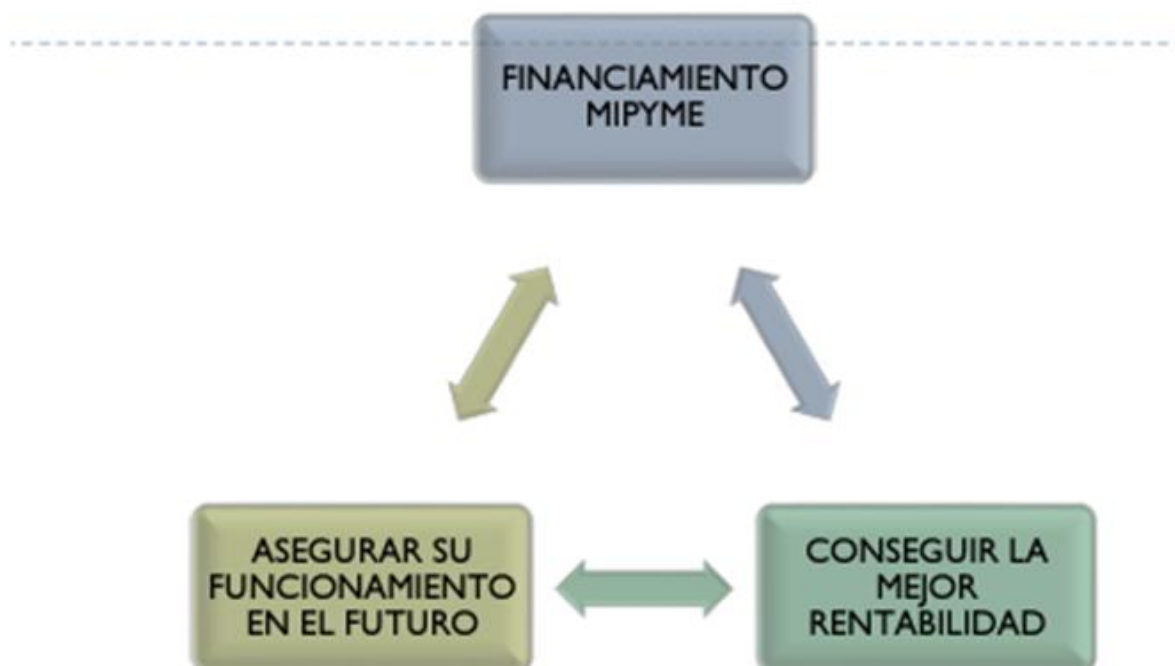 FINANCIAMIENTO
MIPYME
ASEGURAR SU
FUNCIONAMIENTO
EN EL FUTURO
CONSEGUIR LA
MEJOR
RENTABILIDAD